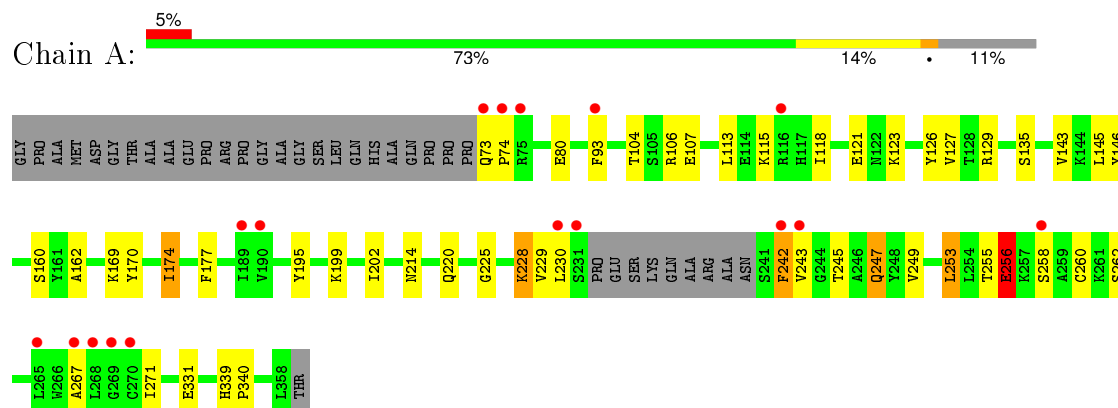 5%
Chain A:
73% 14% • 11%
GLY PRO ALA MET ASP GLY THR ALA ALA GLU PRO ARG PRO GLY ALA GLY SER LEU GLN HIS ALA GLN PRO PRO PRO Q73 P74 R75 E80 F93 T104 S105 R106 E107 L113 E114 K115 R116 H117 I118 E121 N122 K123 Y126 V127 T128 R129 S135 V143 K144 L145 Y146
S160 Y161 A162 K169 Y170 I174 F177 I189 V190 Y195 K199 I202 N214 Q220 G225 K228 V229 L230 S231 PRO GLU SER LYS GLN ALA ARG ALA ASN S241 F242 V243 G244 T245 A246 Q247 Y248 V249 L253 L254 T255 E256 K257 S258 A259 C260 K261 S262
L265 W266 A267 L268 G269 C270 I271 E331 H339 P340 L358 THR